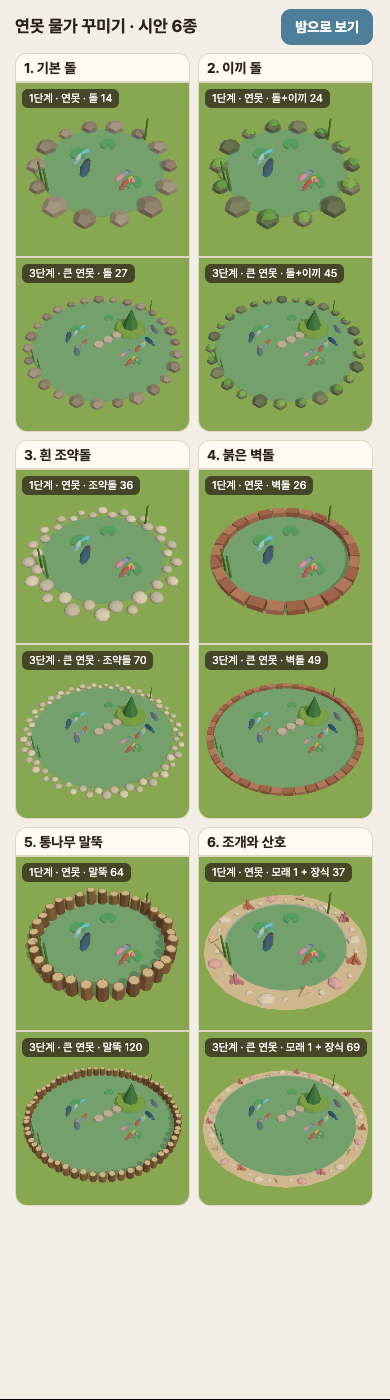 연못 물가 꾸미기 · 시안 6종
밤으로 보기
1. 기본 돌
1단계 · 연못 · 돌 14
3단계 · 큰 연못 · 돌 27
2. 이끼 돌
1단계 · 연못 · 돌+이끼 24
3단계 · 큰 연못 · 돌+이끼 45
3. 흰 조약돌
1단계 · 연못 · 조약돌 36
3단계 · 큰 연못 · 조약돌 70
4. 붉은 벽돌
1단계 · 연못 · 벽돌 26
3단계 · 큰 연못 · 벽돌 49
5. 통나무 말뚝
1단계 · 연못 · 말뚝 64
3단계 · 큰 연못 · 말뚝 120
6. 조개와 산호
1단계 · 연못 · 모래 1 + 장식 37
3단계 · 큰 연못 · 모래 1 + 장식 69